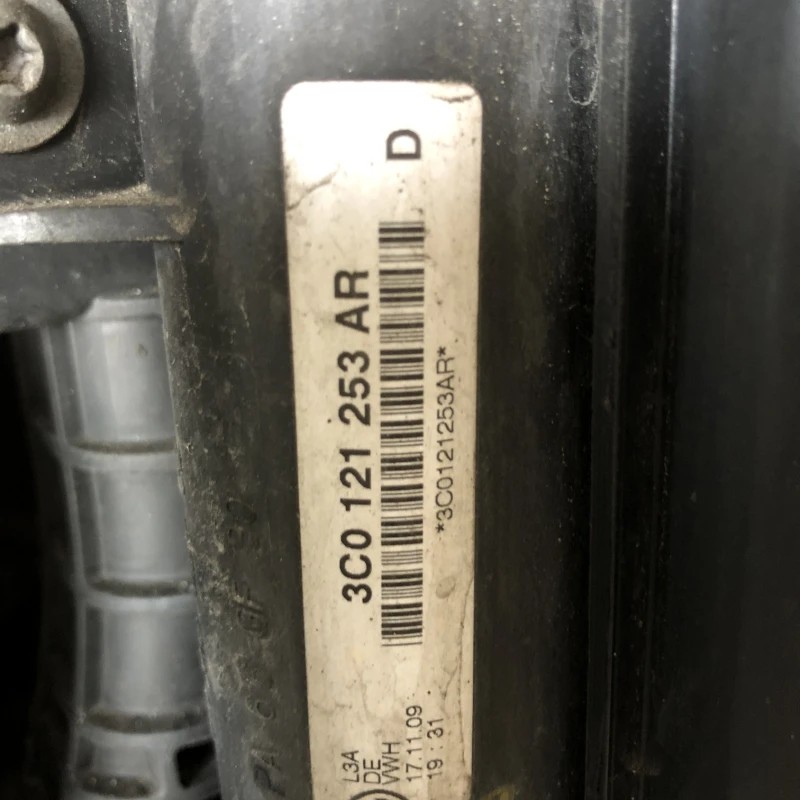 D
3C0 121 253 AR
*3C0121253AR*
L3A
DE
VWH
17.11.09
19 : 31